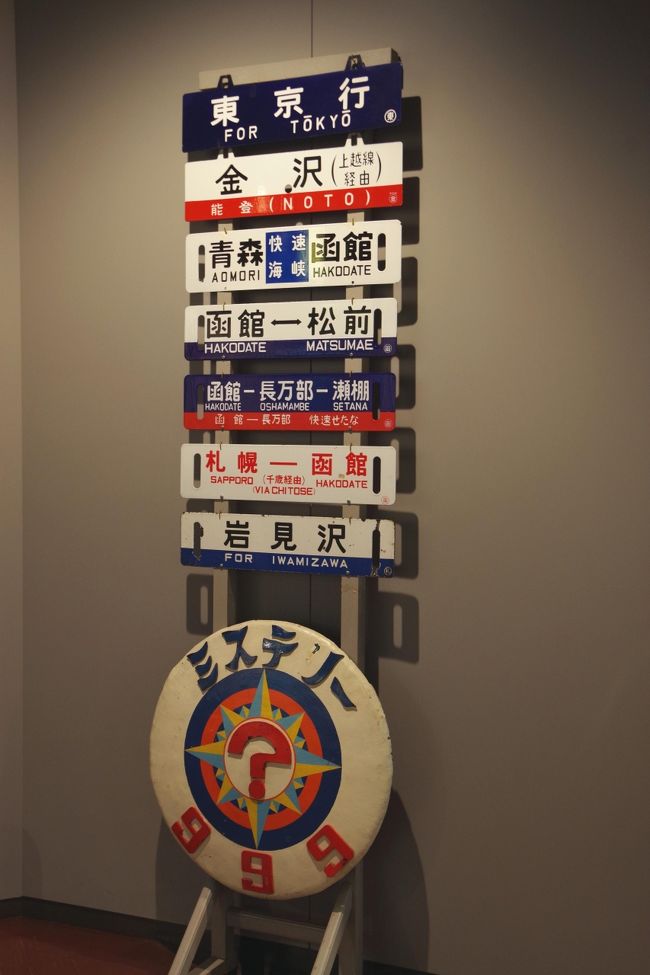 東京行
FOR TŌKYŌ
東
金沢(上越線経由)
能登(NOTO)
青森 快速海峡 函館
AOMORI HAKODATE
函館ー松前
HAKODATE MATSUMAE
函館ー長万部ー瀬棚
HAKODATE OSHAMAMBE SETANA
函館ー長万部 快速せたな
札幌ー函館
SAPPORO (千歳経由) HAKODATE
(VIA CHITOSE)
岩見沢
FOR IWAMIZAWA
ミステリー
?
999